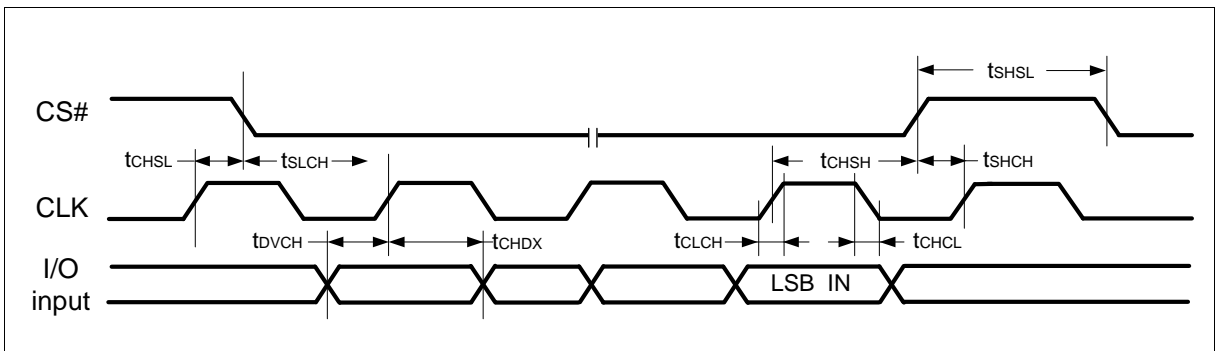 tSHSL
CS#
tCHSL
tSLCH
tCHSH
tSHCH
CLK
tDVCH
tCHDX
tCLCH
tCHCL
I/O
input
LSB IN